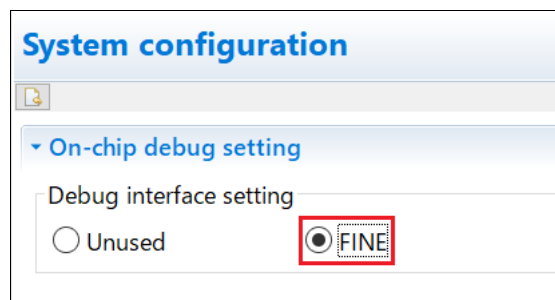 System configuration
On-chip debug setting
Debug interface setting
Unused FINE